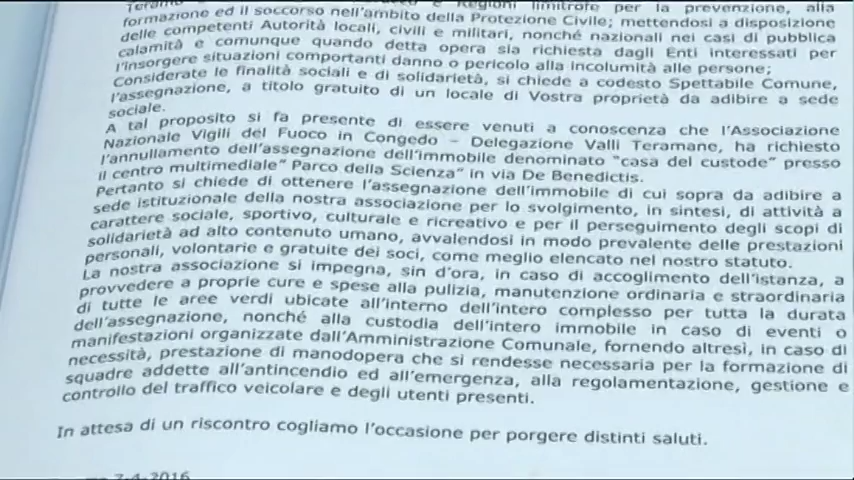 Regioni limitrofe per la prevenzione, alla
formazione ed il soccorso nell'ambito della Protezione Civile; mettendosi a disposizione
delle competenti Autorità locali, civili e militari, nonché nazionali nei casi di pubblica
calamità e comunque quando detta opera sia richiesta dagli Enti interessati per
l'insorgere situazioni comportanti danno o pericolo alla incolumità alle persone;
Considerate le finalità sociali e di solidarietà, si chiede a codesto Spettabile Comune,
l'assegnazione, a titolo gratuito di un locale di Vostra proprietà da adibire a sede
sociale.
A tal proposito si fa presente di essere venuti a conoscenza che l'Associazione
Nazionale Vigili del Fuoco in Congedo – Delegazione Valli Teramane, ha richiesto
l'annullamento dell'assegnazione dell'immobile denominato "casa del custode" presso
il centro multimediale" Parco della Scienza" in via De Benedictis.
Pertanto si chiede di ottenere l'assegnazione dell'immobile di cui sopra da adibire a
sede istituzionale della nostra associazione per lo svolgimento, in sintesi, di attività a
carattere sociale, sportivo, culturale e ricreativo e per il perseguimento degli scopi di
solidarietà ad alto contenuto umano, avvalendosi in modo prevalente delle prestazioni
personali, volontarie e gratuite dei soci, come meglio elencato nel nostro statuto.
La nostra associazione si impegna, sin d'ora, in caso di accoglimento dell'istanza, a
provvedere a proprie cure e spese alla pulizia, manutenzione ordinaria e straordinaria
di tutte le aree verdi ubicate all'interno dell'intero complesso per tutta la durata
dell'assegnazione, nonché alla custodia dell'intero immobile in caso di eventi o
manifestazioni organizzate dall'Amministrazione Comunale, fornendo altresì, in caso di
necessità, prestazione di manodopera che si rendesse necessaria per la formazione di
squadre addette all'antincendio ed all'emergenza, alla regolamentazione, gestione e
controllo del traffico veicolare e degli utenti presenti.
In attesa di un riscontro cogliamo l'occasione per porgere distinti saluti.
7-4-2016